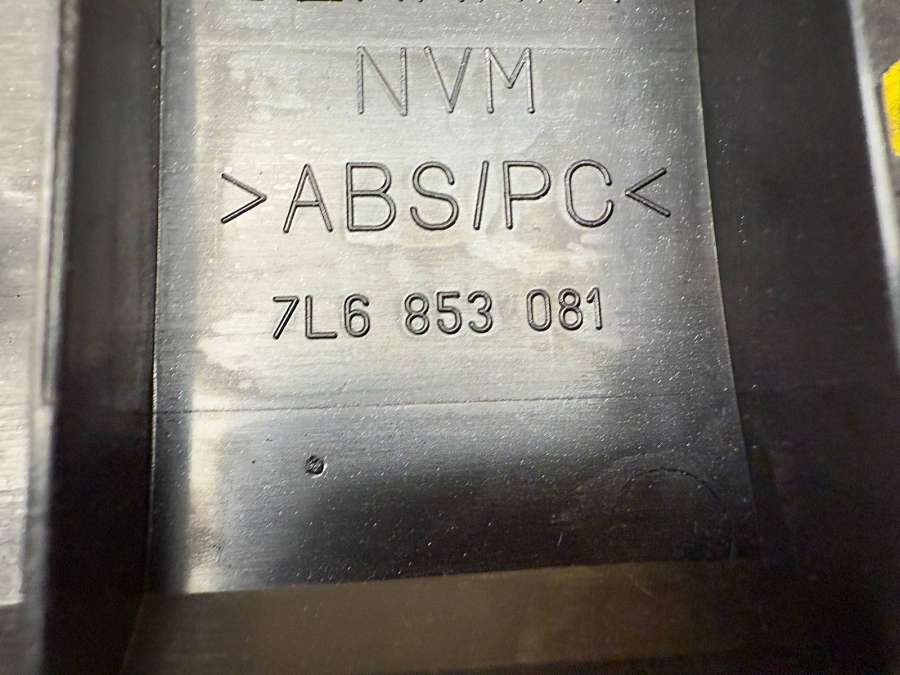 NVM
>ABS/PC<
7L6 853 081